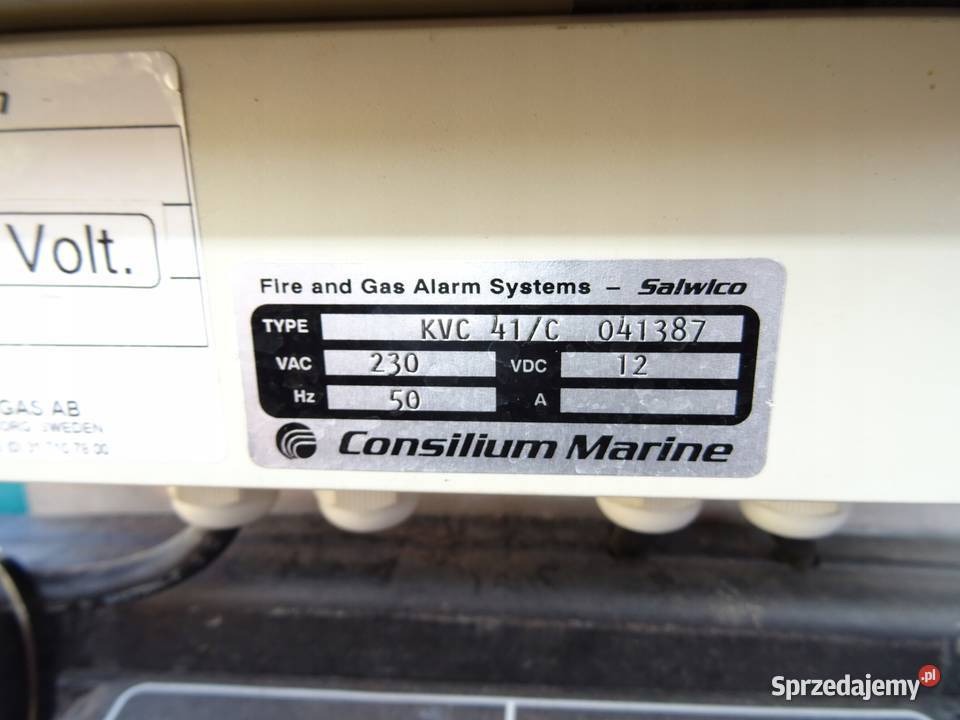 Volt.
GAS AB
SWEDEN
Fire and Gas Alarm Systems – Salwico
TYPE KVC 41/C 041387
VAC 230 VDC 12
Hz 50 A
Consilium Marine
Sprzedajemy.pl